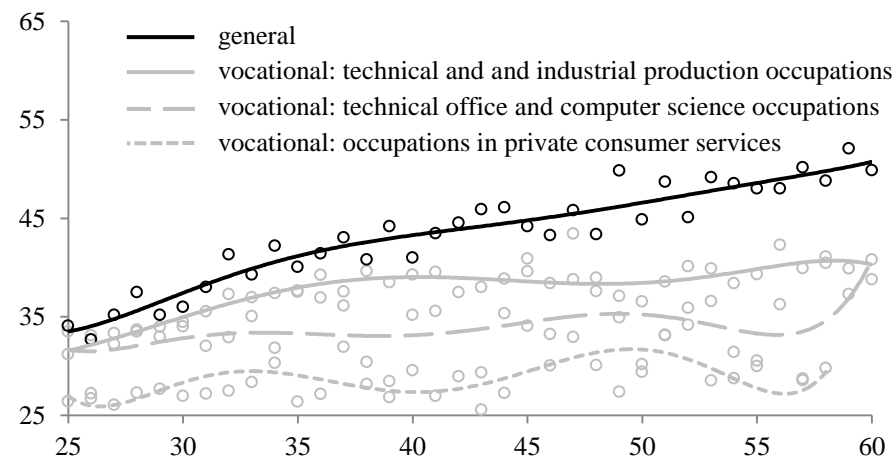 65
general
vocational: technical and and industrial production occupations
55
vocational: technical office and computer science occupations
vocational: occupations in private consumer services
45
35
25
25 30 35 40 45 50 55 60